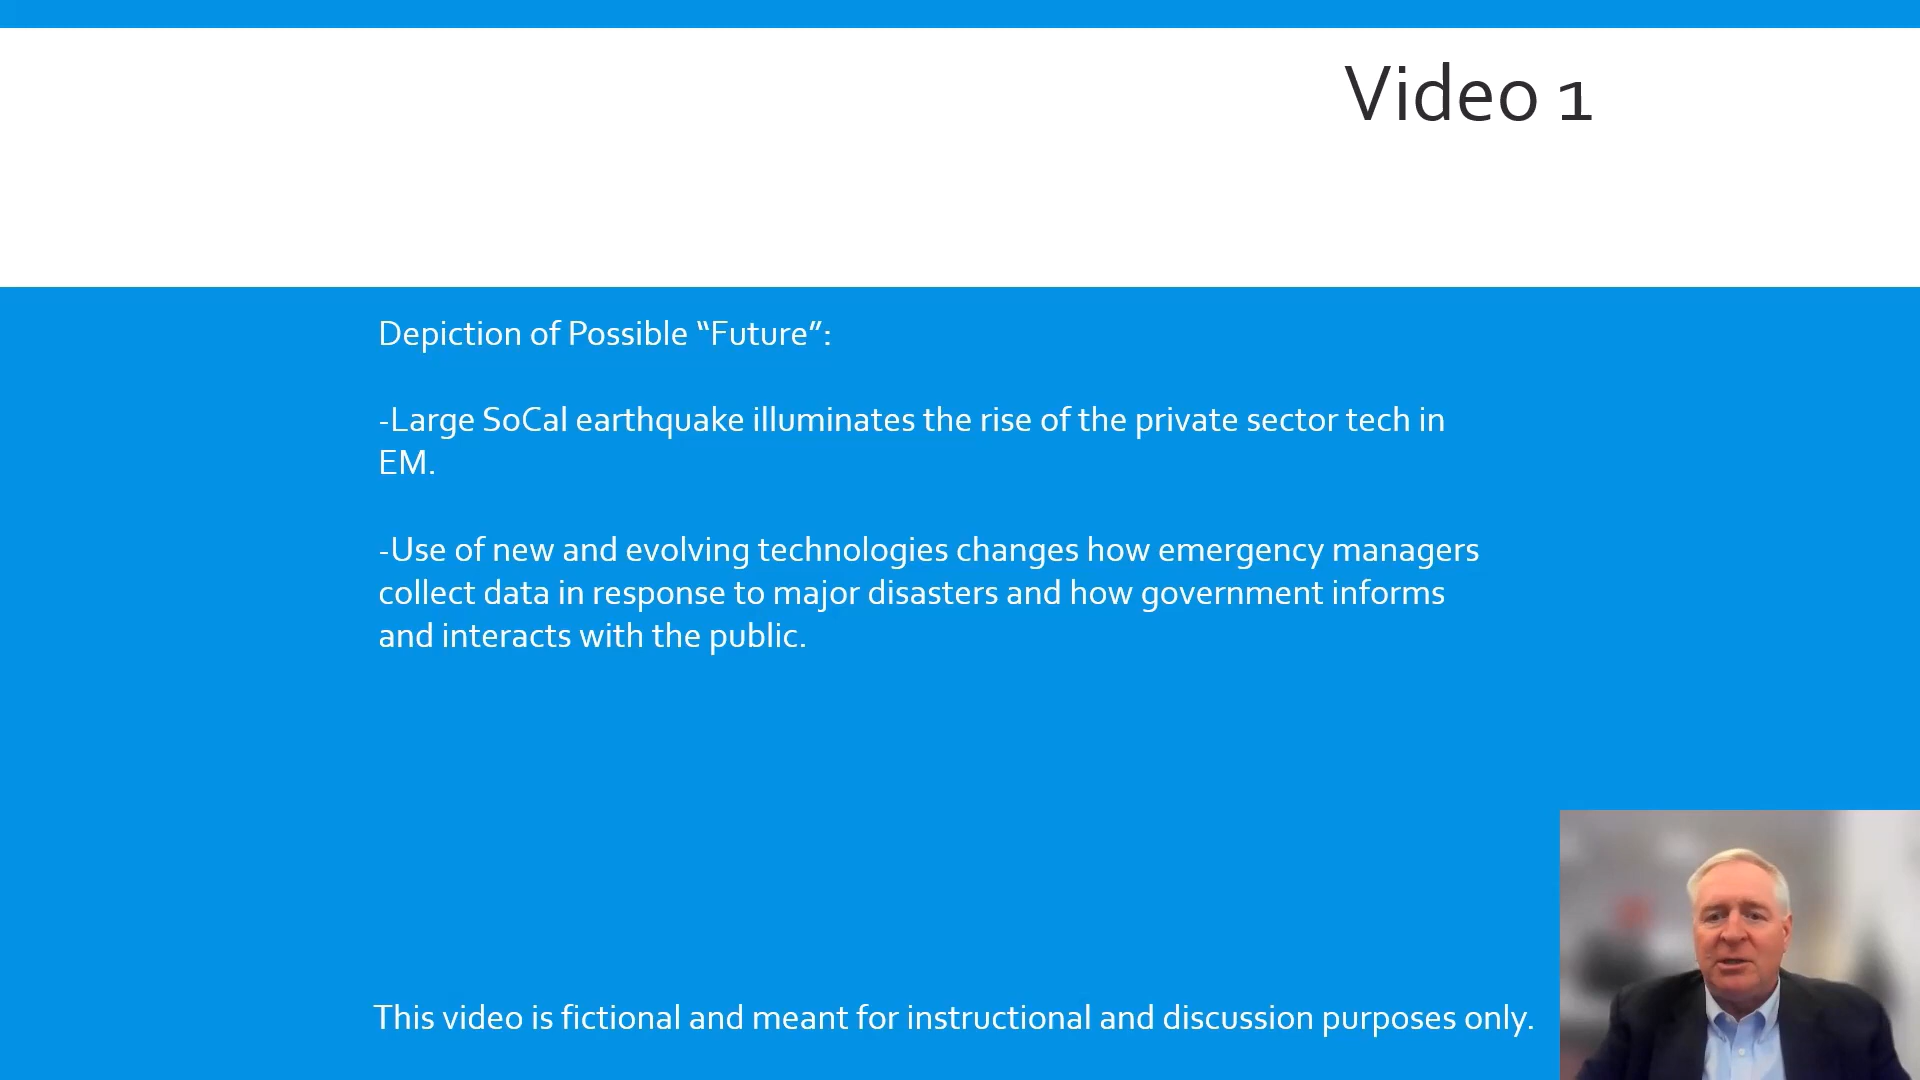 Video 1
Depiction of Possible “Future”:
-Large SoCal earthquake illuminates the rise of the private sector tech in
EM.
-Use of new and evolving technologies changes how emergency managers
collect data in response to major disasters and how government informs
and interacts with the public.
This video is fictional and meant for instructional and discussion purposes only.